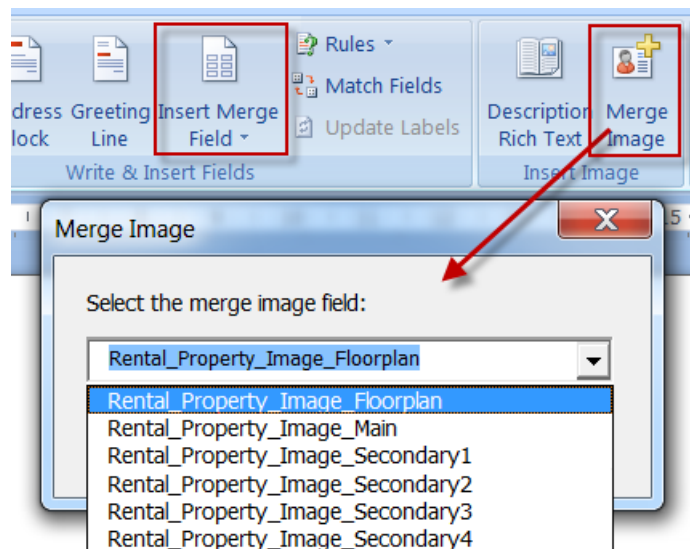 Rules
Match Fields
Update Labels
dress Greeting Insert Merge
lock Line Field
Description Merge
Rich Text Image
Write & Insert Fields
Insert Image
15
Merge Image
Select the merge image field:
Rental_Property_Image_Floorplan
Rental_Property_Image_Floorplan
Rental_Property_Image_Main
Rental_Property_Image_Secondary1
Rental_Property_Image_Secondary2
Rental_Property_Image_Secondary3
Rental_Property_Image_Secondary4